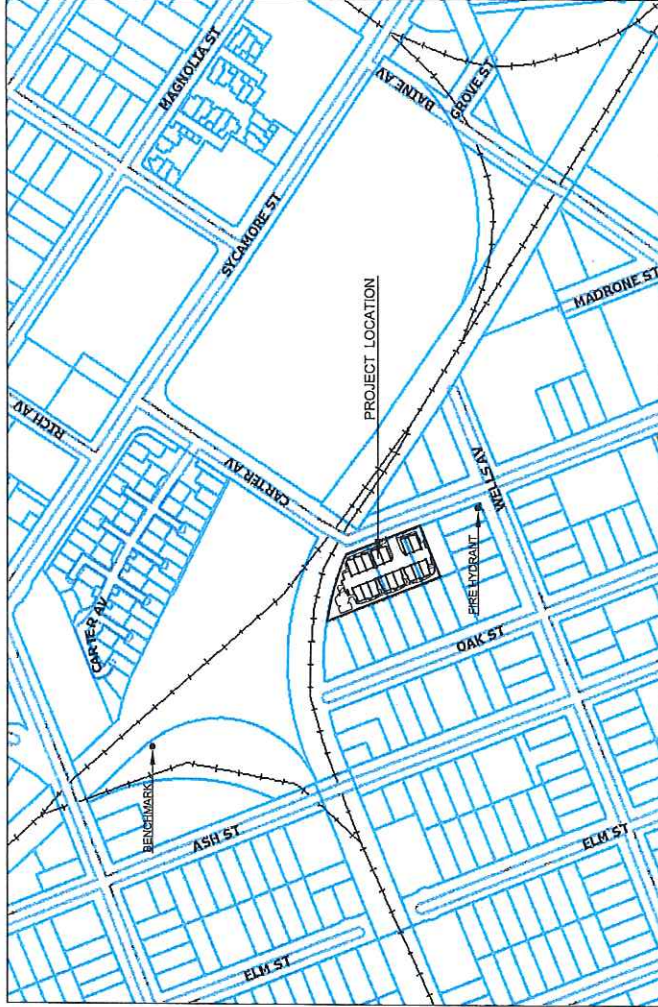 MAGNOLIA ST
BATNE AV
GROVE ST
SYCAMORE ST
RICH AV
PROJECT LOCATION
MADRONE ST
CARTER AV
CARTER AV
WELLS AV
FIRE HYDRANT
OAK ST
BENCHMARK
ASH ST
ELM ST
ELM ST